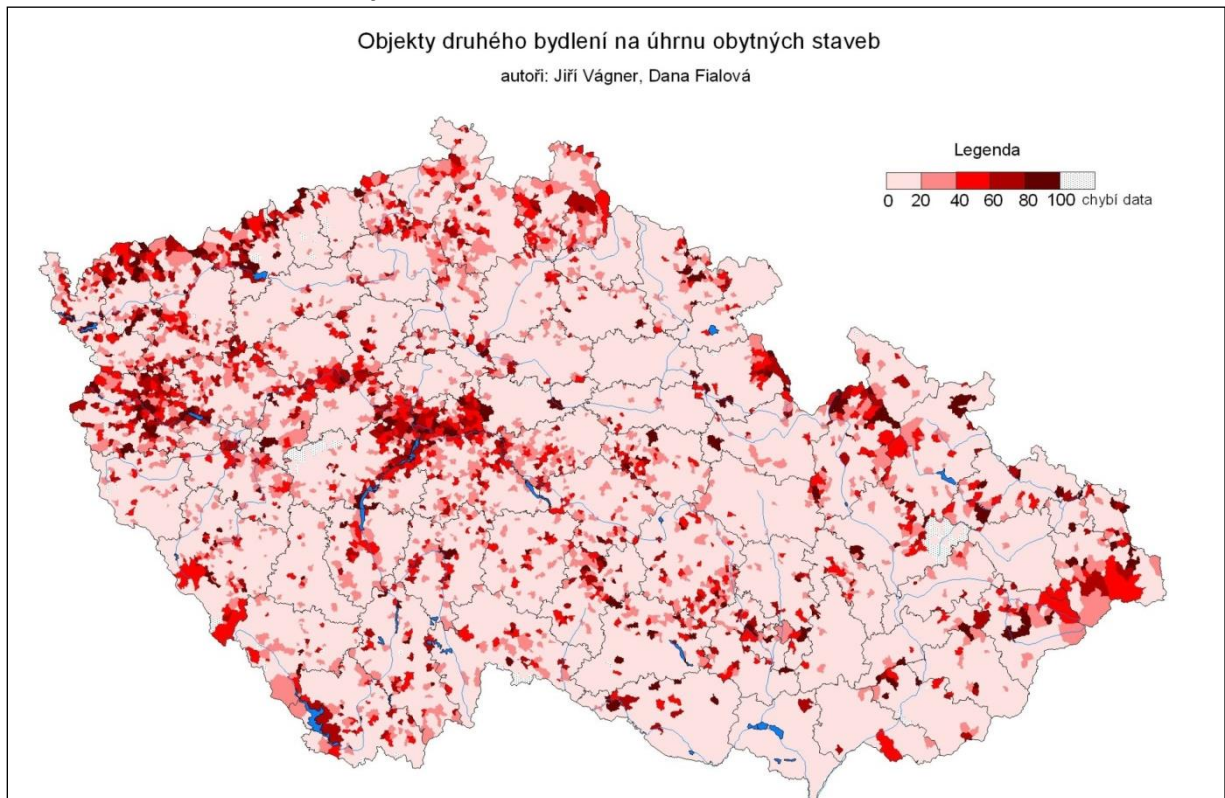 Objekty druhého bydlení na úhrnu obytných staveb
autoři: Jiří Vágner, Dana Fialová
Legenda
0 20 40 60 80 100 chybí data